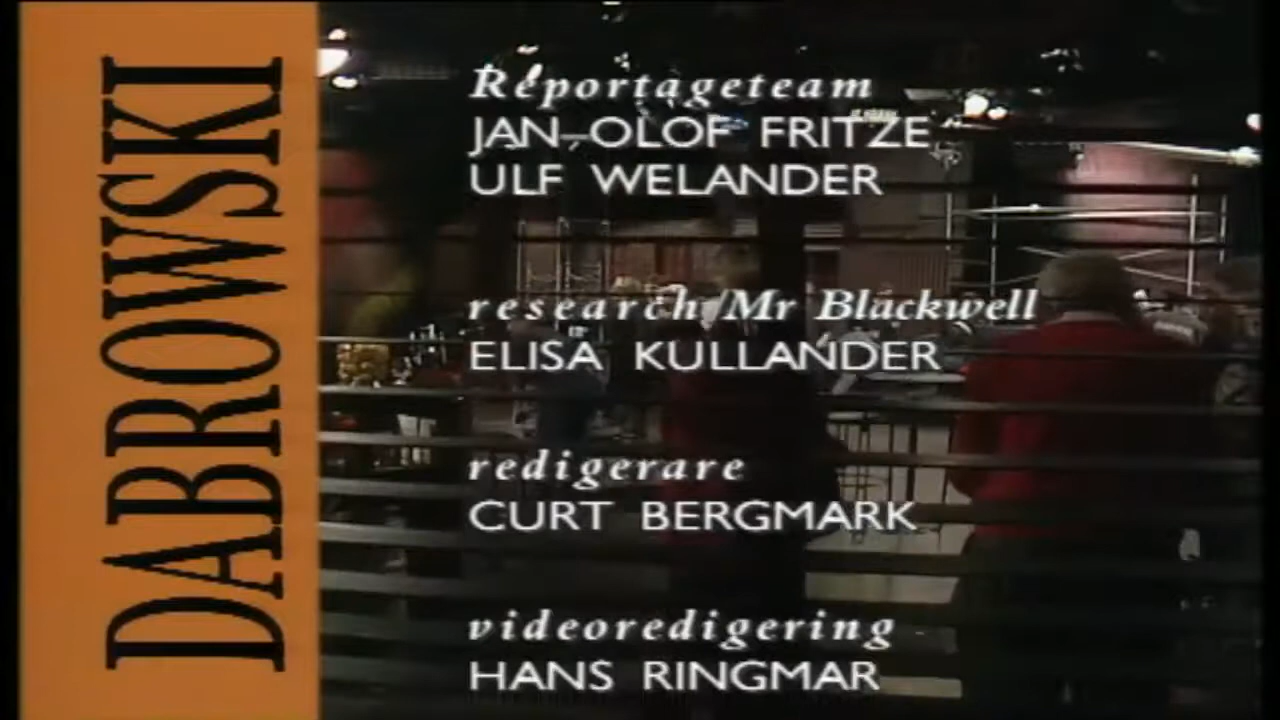 DABROWSKI
Reportageteam
JAN-OLOF FRITZE
ULF WELANDER
research/Mr Blackwell
ELISA KULLANDER
redigerare
CURT BERGMARK
videoredigering
HANS RINGMAR